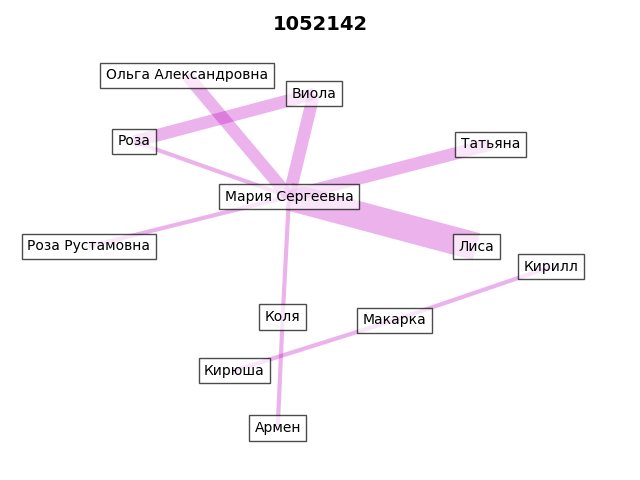 1052142
Ольга Александровна
Виола
Роза
Татьяна
Мария Сергеевна
Роза Рустамовна
Лиса
Кирилл
Коля
Макарка
Кирюша
Армен